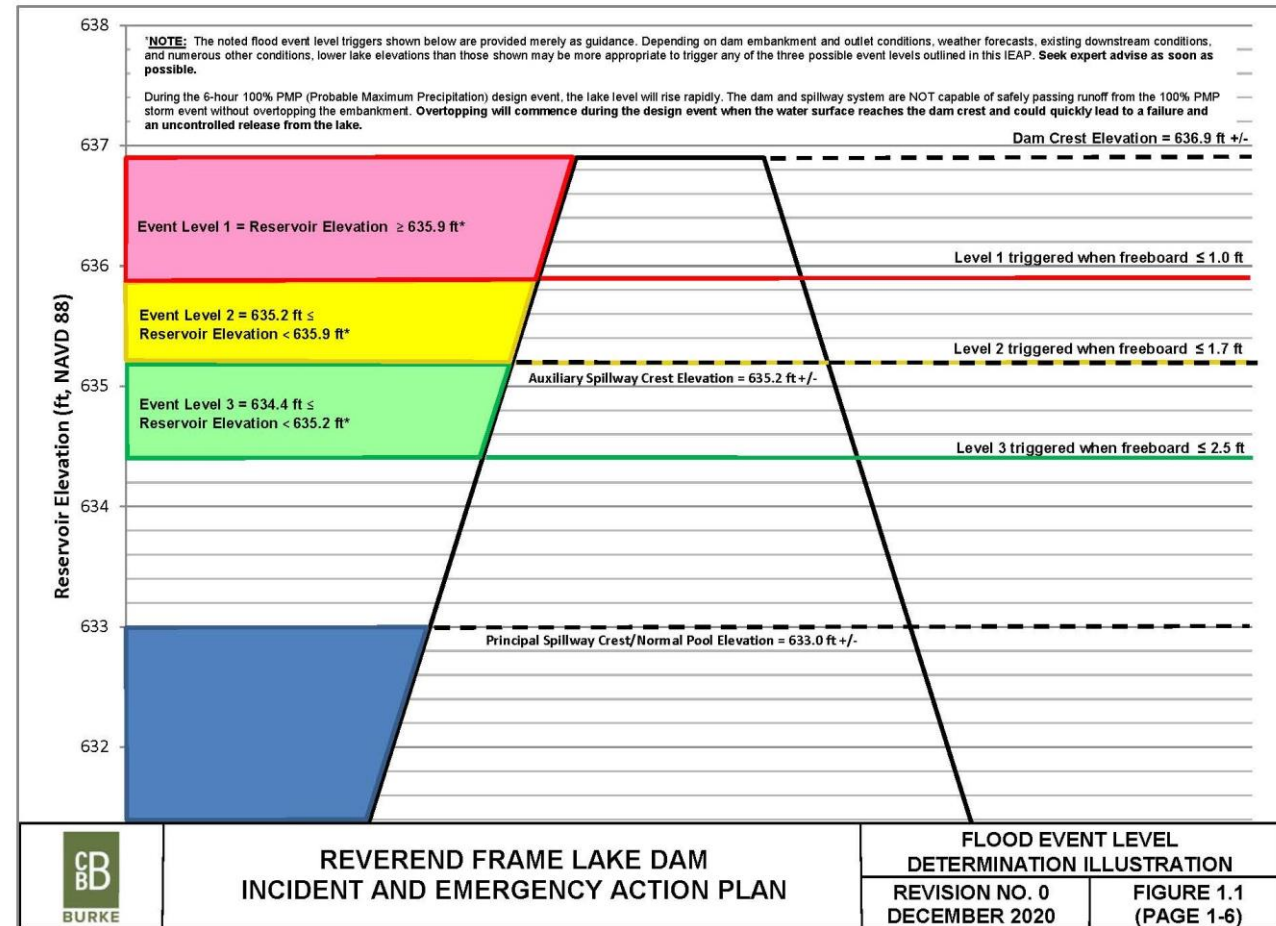 638
*NOTE: The noted flood event level triggers shown below are provided merely as guidance. Depending on dam embankment and outlet conditions, weather forecasts, existing downstream conditions,
and numerous other conditions, lower lake elevations than those shown may be more appropriate to trigger any of the three possible event levels outlined in this IEAP. Seek expert advise as soon as
possible.
During the 6-hour 100% PMP (Probable Maximum Precipitation) design event, the lake level will rise rapidly. The dam and spillway system are NOT capable of safely passing runoff from the 100% PMP
storm event without overtopping the embankment. Overtopping will commence during the design event when the water surface reaches the dam crest and could quickly lead to a failure and
an uncontrolled release from the lake.
Dam Crest Elevation = 636.9 ft +/-
637
Event Level 1 = Reservoir Elevation ≥ 635.9 ft*
Level 1 triggered when freeboard ≤ 1.0 ft
636
Event Level 2 = 635.2 ft ≤
Reservoir Elevation < 635.9 ft*
Level 2 triggered when freeboard ≤ 1.7 ft
Auxiliary Spillway Crest Elevation = 635.2 ft +/-
635
Event Level 3 = 634.4 ft ≤
Reservoir Elevation < 635.2 ft*
Level 3 triggered when freeboard ≤ 2.5 ft
634
Reservoir Elevation (ft, NAVD 88)
633
Principal Spillway Crest/Normal Pool Elevation = 633.0 ft +/-
632
CBB
BURKE
REVEREND FRAME LAKE DAM
INCIDENT AND EMERGENCY ACTION PLAN
FLOOD EVENT LEVEL
DETERMINATION ILLUSTRATION
REVISION NO. 0
DECEMBER 2020
FIGURE 1.1
(PAGE 1-6)